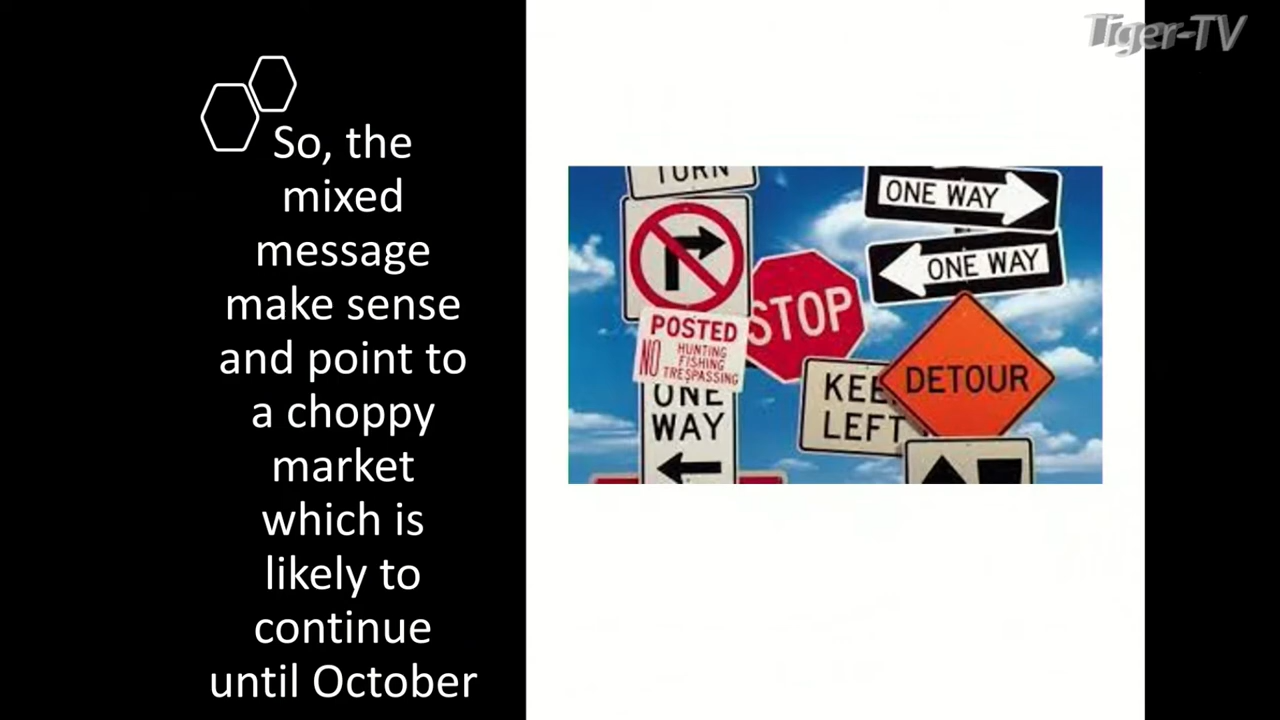 Tiger-TV
So, the
mixed
message
make sense
and point to
a choppy
market
which is
likely to
continue
until October
TURN
POSTED
NO HUNTING
FISHING
TRESPASSING
ONE
WAY
STOP
ONE WAY
ONE WAY
DETOUR
KEE
LEFT